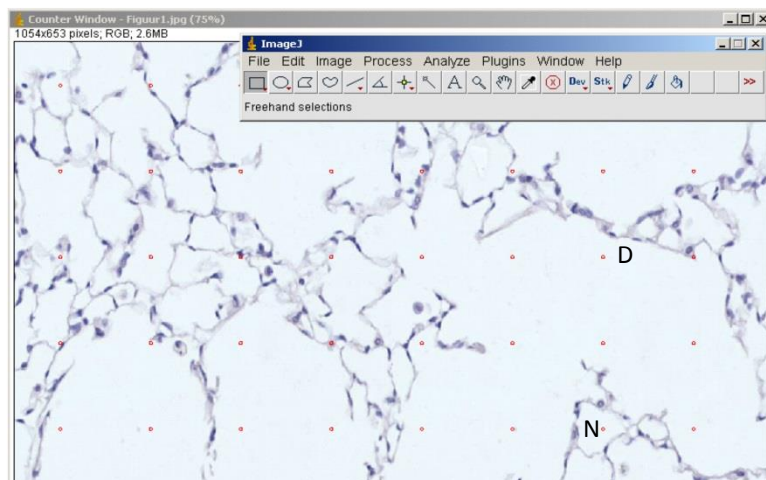 Counter Window - Figuur1.jpg (75%)
1054x653 pixels; RGB; 2.6MB
ImageJ
File Edit Image Process Analyze Plugins Window Help
A Dev Stk >>
Freehand selections
D
N